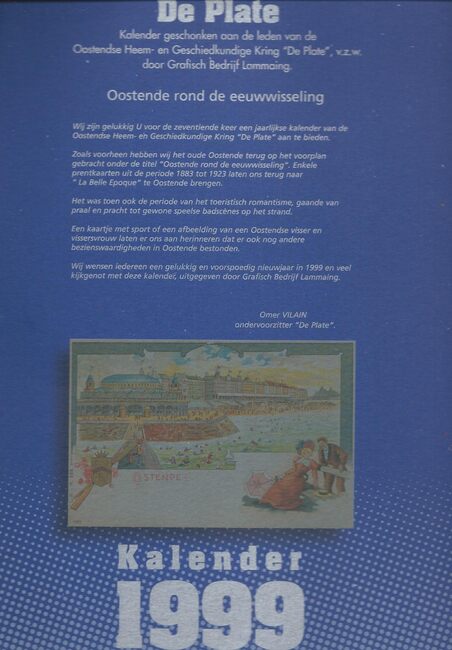 De Plate
Kalender geschonken aan de leden van de
Oostendse Heem- en Geschiedkundige Kring "De Plate", v.z.w.
door Grafisch Bedrijf Lammaing.
Oostende rond de eeuwwisseling
Wij zijn gelukkig U voor de zeventiende keer een jaarlijkse kalender van de
Oostendse Heem- en Geschiedkundige Kring "De Plate" aan te bieden.
Zoals voorheen hebben wij het oude Oostende terug op het voorplan
gebracht onder de titel "Oostende rond de eeuwwisseling". Enkele
prentkaarten uit de periode 1883 tot 1923 laten ons terug naar
" La Belle Epoque" te Oostende brengen.
Het was toen ook de periode van het toeristisch romantisme, gaande van
praal en pracht tot gewone speelse badscènes op het strand.
Een kaartje met sport of een afbeelding van een Oostendse visser en
vissersvrouw laten er ons aan herinneren dat er ook nog andere
bezienswaardigheden in Oostende bestonden.
Wij wensen iedereen een gelukkig en voorspoedig nieuwjaar in 1999 en veel
kijkgenot met deze kalender, uitgegeven door Grafisch Bedrijf Lammaing.
Omer VILAIN
ondervoorzitter "De Plate".
OSTENDE
Kalender
1999